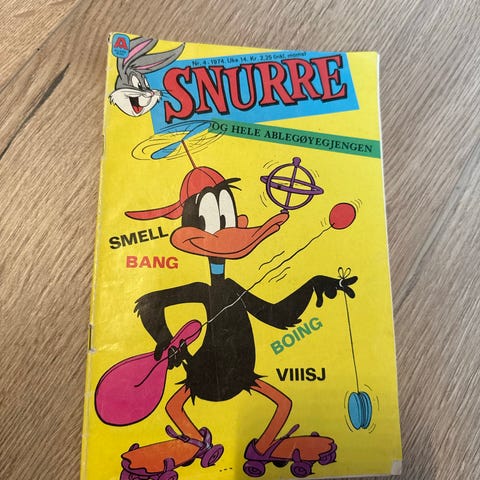 A
Nr. 4 - 1974. Uke 14. Kr. 2,25 (inkl. moms)
SNURRE
OG HELE ABLEGØYEGJENGEN
SMELL
BANG
BOING
VIIISJ